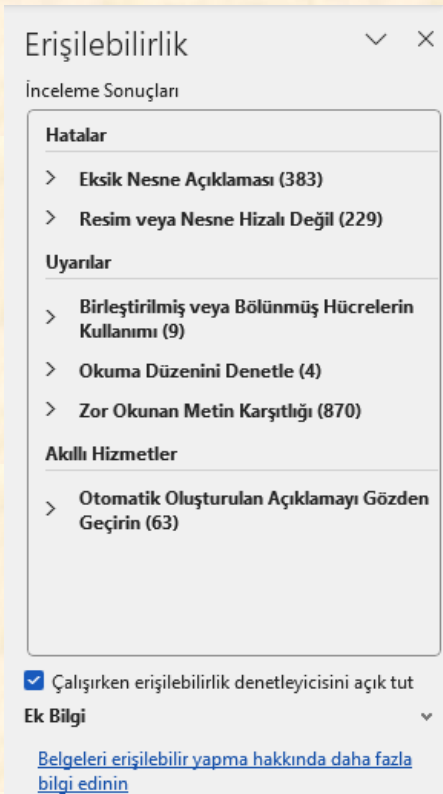 Erişilebilirlik
İnceleme Sonuçları
Hatalar
Eksik Nesne Açıklaması (383)
Resim veya Nesne Hizalı Değil (229)
Uyarılar
Birleştirilmiş veya Bölünmüş Hücrelerin
Kullanımı (9)
Okuma Düzenini Denetle (4)
Zor Okunan Metin Karşıtlığı (870)
Akıllı Hizmetler
Otomatik Oluşturulan Açıklamayı Gözden
Geçirin (63)
Çalışırken erişilebilirlik denetleyicisini açık tut
Ek Bilgi
Belgeleri erişilebilir yapma hakkında daha fazla
bilgi edinin